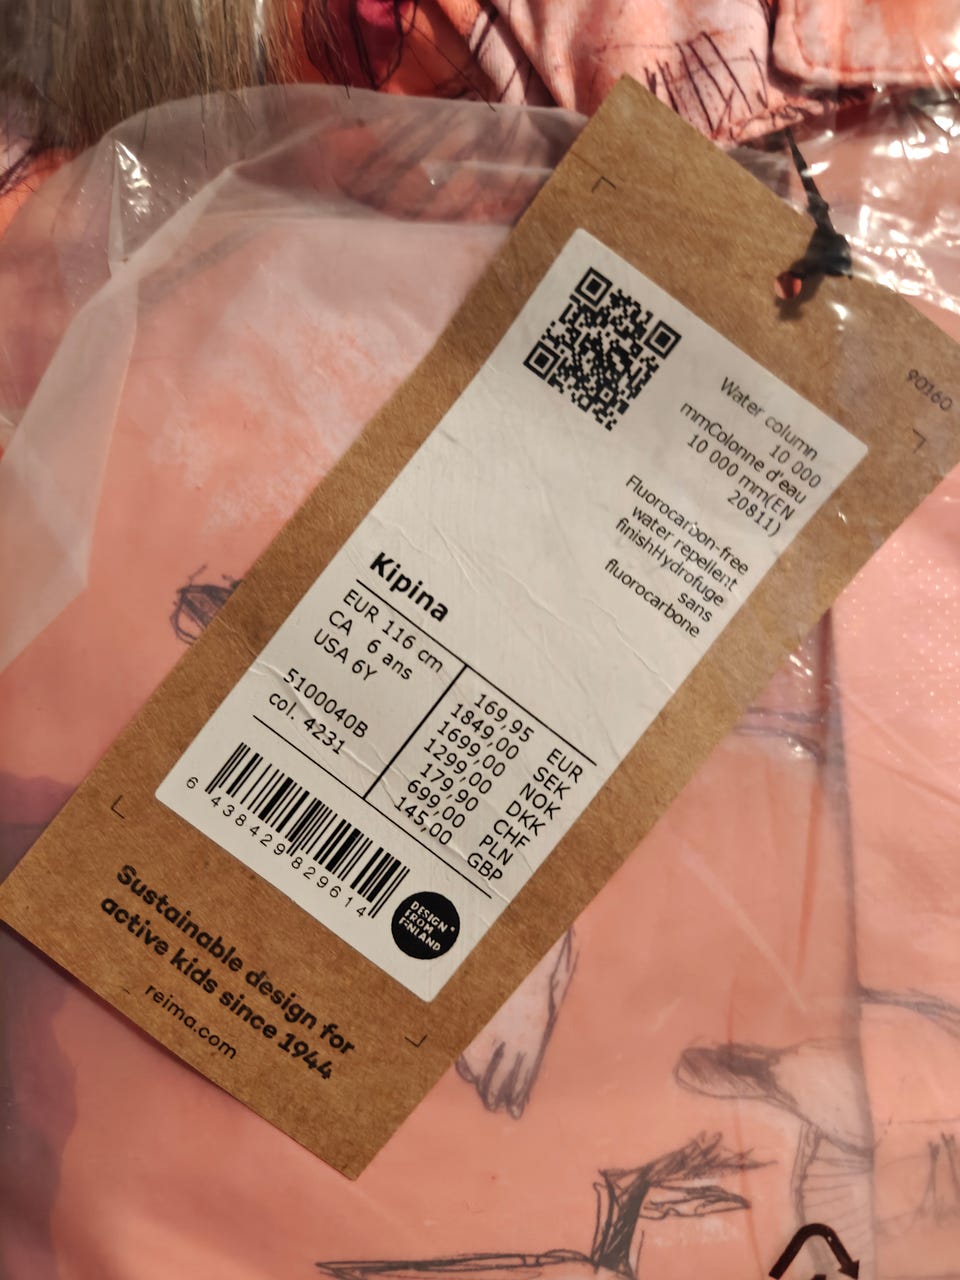 90160
Water column
10 000
mmColonne d'eau
10 000 mm(EN
20811)
Fluorocarbon-free
water repellent
finishHydrofuge
sans
fluorocarbone
Kipina
EUR 116 cm
CA 6 ans
USA 6Y
5100040B
col. 4231
169,95 EUR
1849,00 SEK
1699,00 NOK
1299,00 DKK
179,90 CHF
699,00 PLN
145,00 GBP
6 438429 829614
DESIGN
FROM
FINLAND
Sustainable design for
active kids since 1944
reima.com